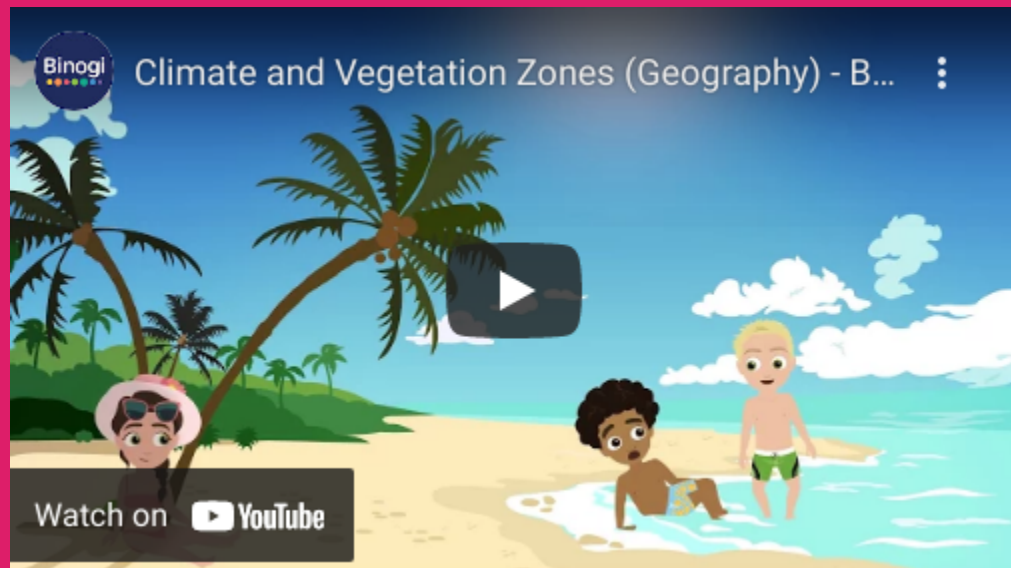 Binogi
Climate and Vegetation Zones (Geography) - B...
Watch on YouTube